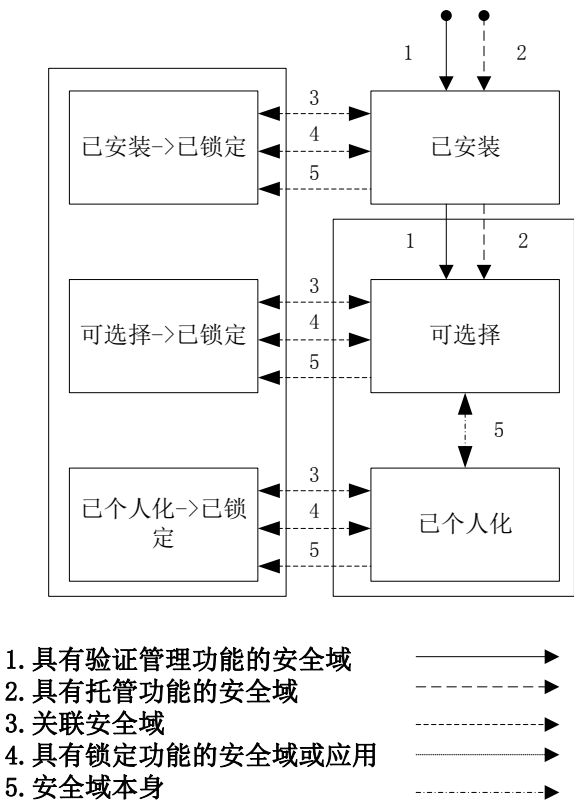 1
2
已安装->已锁定
3
4
5
已安装
1
2
可选择->已锁定
3
4
5
可选择
5
已个人化->已锁
定
3
4
5
已个人化
1. 具有验证管理功能的安全域
2. 具有托管功能的安全域
3. 关联安全域
4. 具有锁定功能的安全域或应用
5. 安全域本身